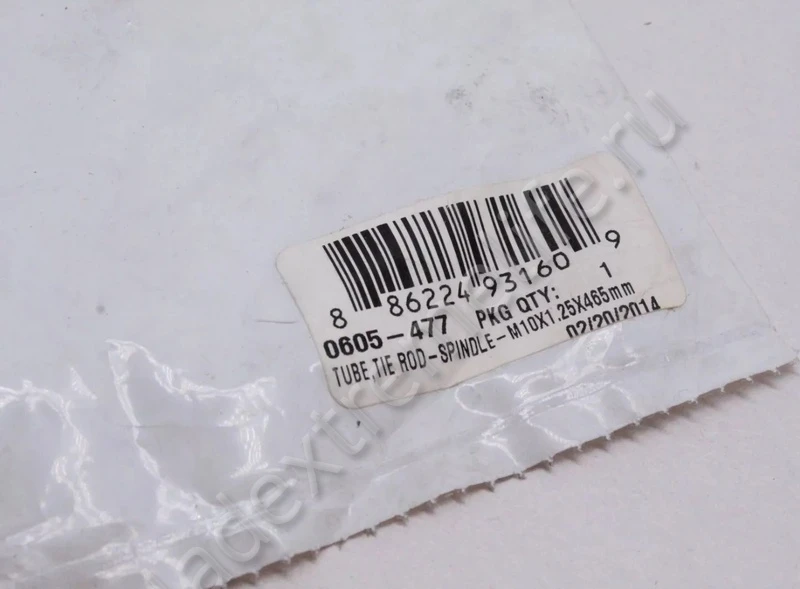 8 86224 93160 9
0605-477 PKG QTY: 1
TUBE,TIE ROD-SPINDLE-M10X1.25X465mm
02/20/2014